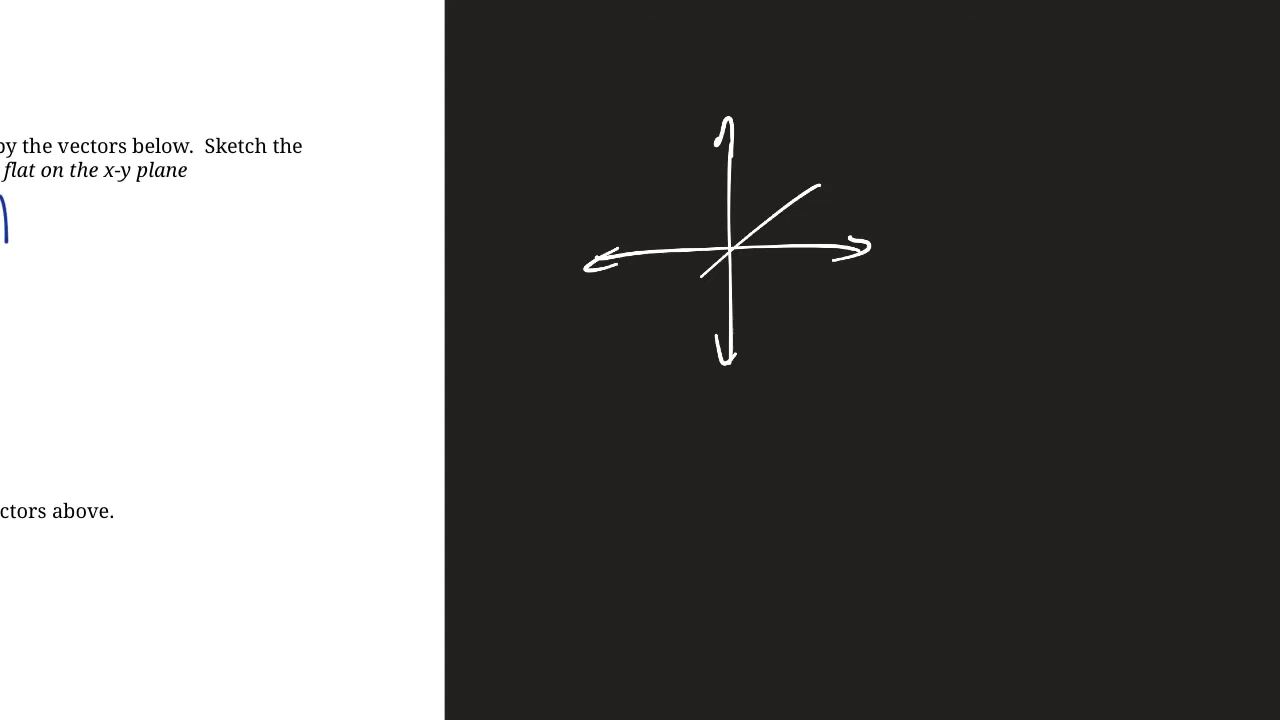 by the vectors below. Sketch the
flat on the x-y plane
ctors above.